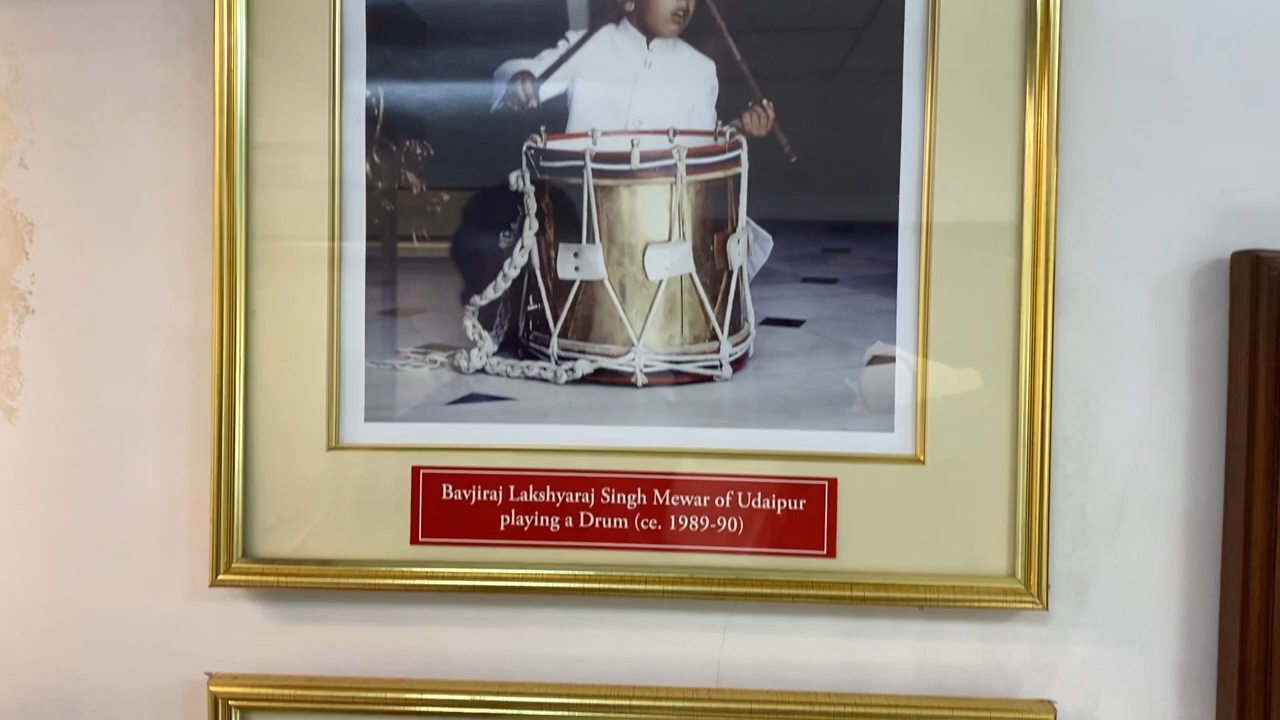 Bavjiraj Lakshyaraj Singh Mewar of Udaipur
playing a Drum (ce. 1989-90)